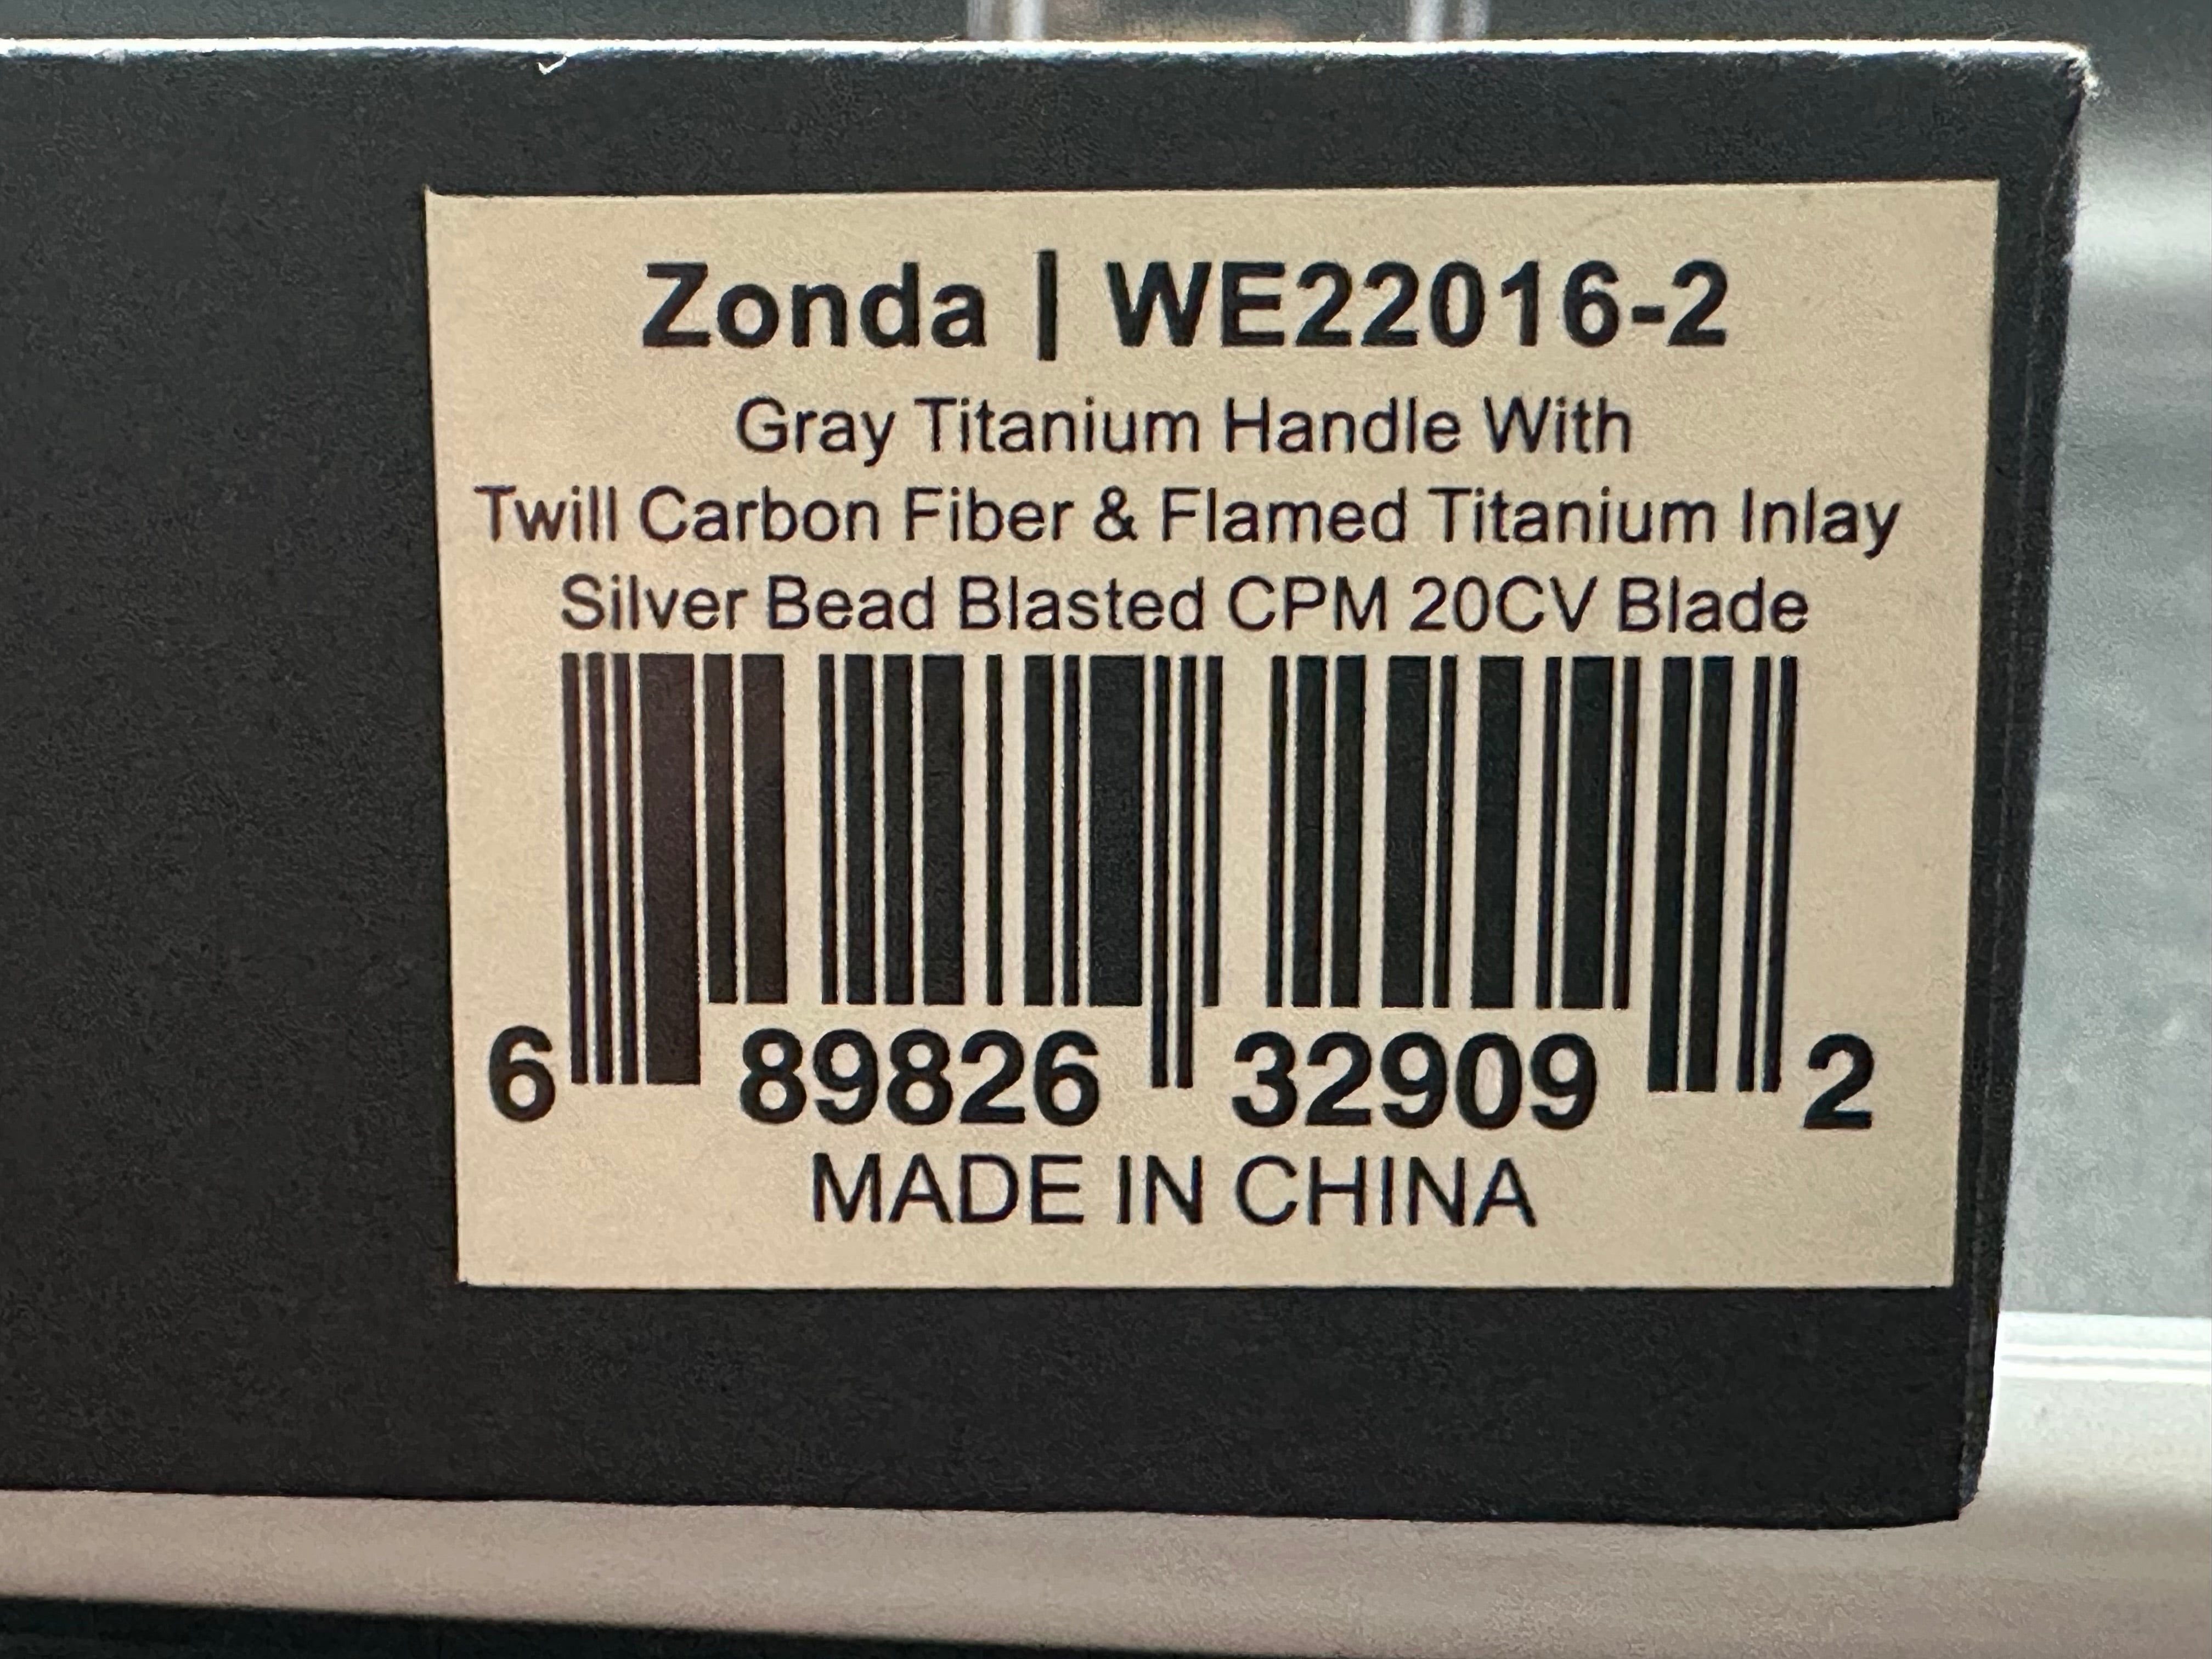 Zonda | WE22016-2
Gray Titanium Handle With
Twill Carbon Fiber & Flamed Titanium Inlay
Silver Bead Blasted CPM 20CV Blade
6 89826 32909 2
MADE IN CHINA